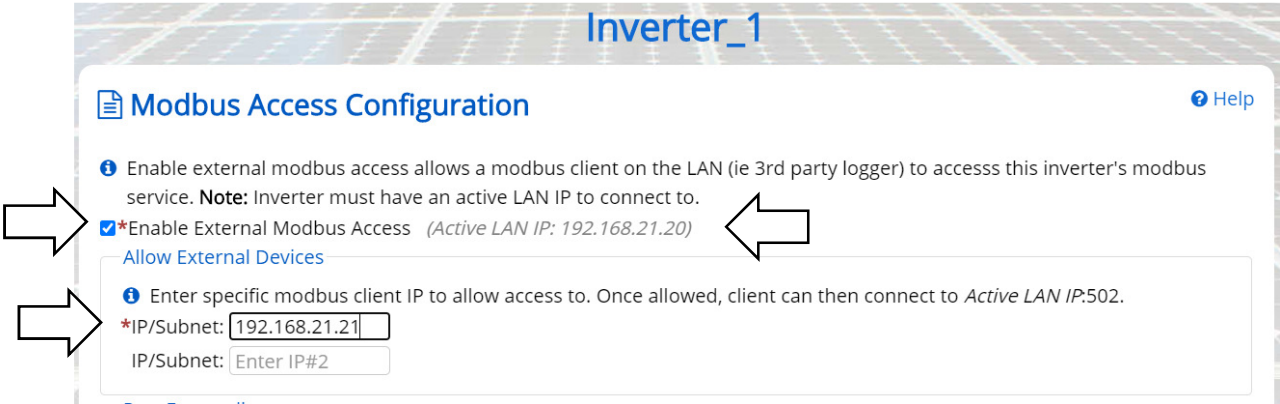 Inverter_1
Modbus Access Configuration
Help
Enable external modbus access allows a modbus client on the LAN (ie 3rd party logger) to accesss this inverter's modbus
service. Note: Inverter must have an active LAN IP to connect to.
*Enable External Modbus Access (Active LAN IP: 192.168.21.20)
Allow External Devices
Enter specific modbus client IP to allow access to. Once allowed, client can then connect to Active LAN IP:502.
*IP/Subnet: 192.168.21.21
IP/Subnet: Enter IP#2